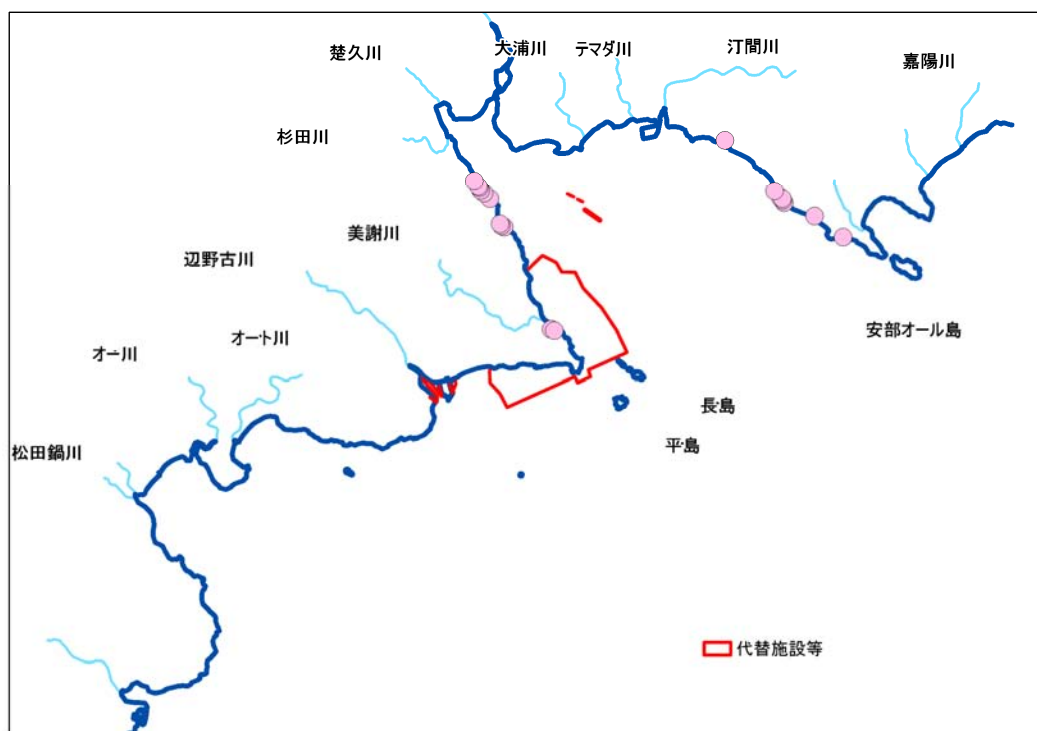 楚久川
大浦川
テマダ川
汀間川
嘉陽川
杉田川
美謝川
辺野古川
オー川
オート川
安部オール島
長島
平島
松田鍋川
代替施設等